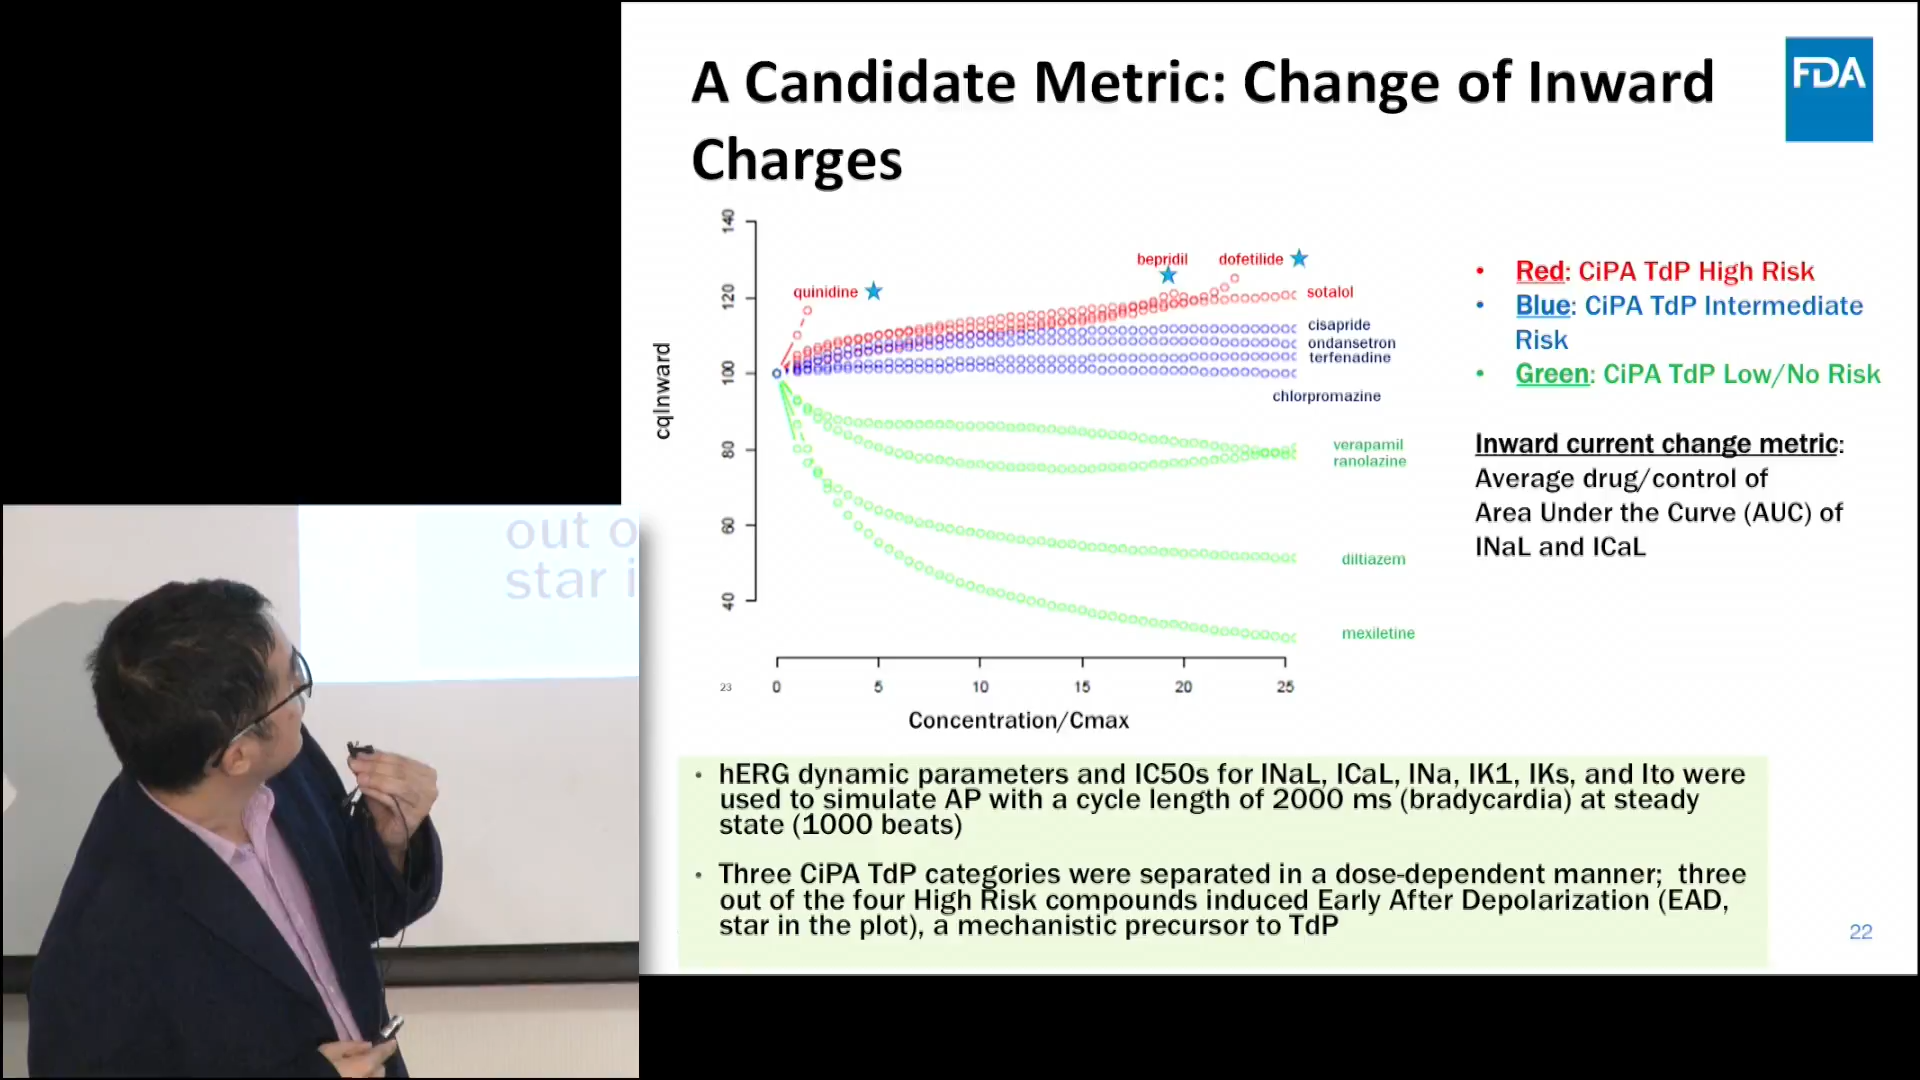 A Candidate Metric: Change of Inward
Charges
FDA
140
120
100
80
60
40
cqInward
quinidine
bepridil
dofetilide
sotalol
cisapride
ondansetron
terfenadine
chlorpromazine
verapamil
ranolazine
diltiazem
mexiletine
23
0 5 10 15 20 25
Concentration/Cmax
• Red: CiPA TdP High Risk
• Blue: CiPA TdP Intermediate
Risk
• Green: CiPA TdP Low/No Risk
Inward current change metric:
Average drug/control of
Area Under the Curve (AUC) of
INaL and ICaL
• hERG dynamic parameters and IC50s for INaL, ICaL, INa, IK1, IKs, and Ito were
used to simulate AP with a cycle length of 2000 ms (bradycardia) at steady
state (1000 beats)
• Three CiPA TdP categories were separated in a dose-dependent manner; three
out of the four High Risk compounds induced Early After Depolarization (EAD,
star in the plot), a mechanistic precursor to TdP
22
out o
star i